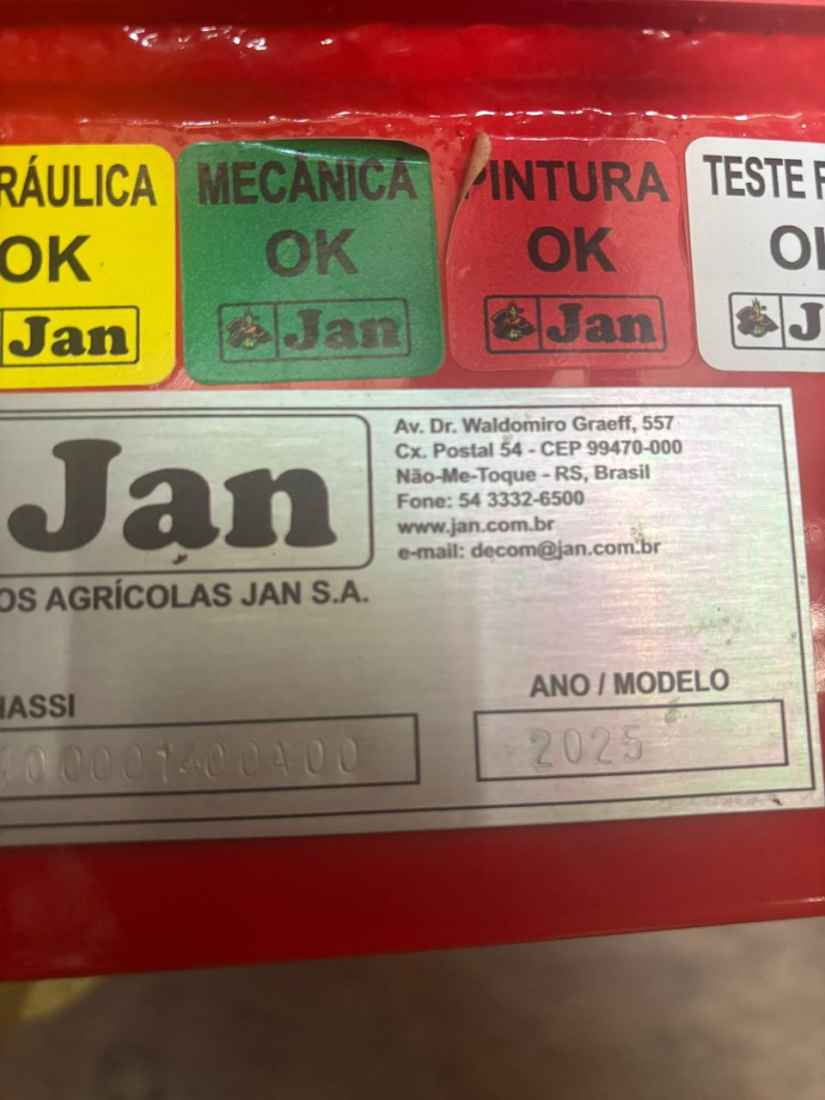 RÁULICA
OK
Jan
MECÂNICA
OK
Jan
PINTURA
OK
Jan
TESTE
Jan
Av. Dr. Waldomiro Graeff, 557
Cx. Postal 54 - CEP 99470-000
Não-Me-Toque - RS, Brasil
Fone: 54 3332-6500
www.jan.com.br
e-mail: decom@jan.com.br
OS AGRÍCOLAS JAN S.A.
ANO / MODELO
HASSI
2025